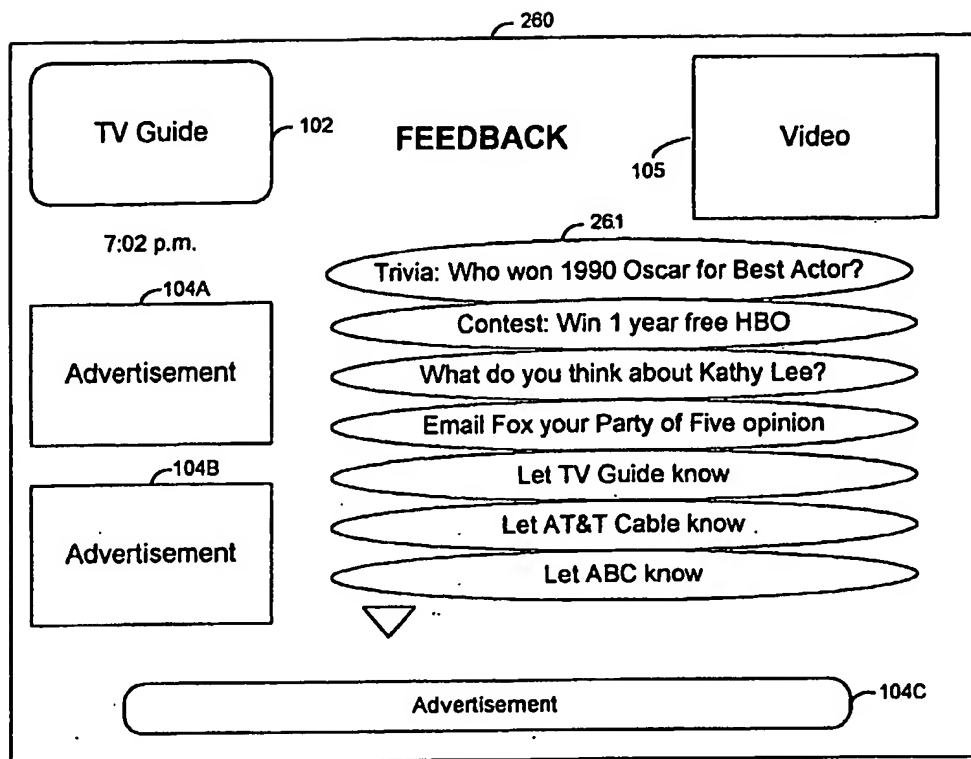 260
TV Guide
102
FEEDBACK
105
Video
7:02 p.m.
261
Trivia: Who won 1990 Oscar for Best Actor?
104A
Contest: Win 1 year free HBO
Advertisement
What do you think about Kathy Lee?
Email Fox your Party of Five opinion
104B
Let TV Guide know
Advertisement
Let AT&T Cable know
Let ABC know
Advertisement
104C